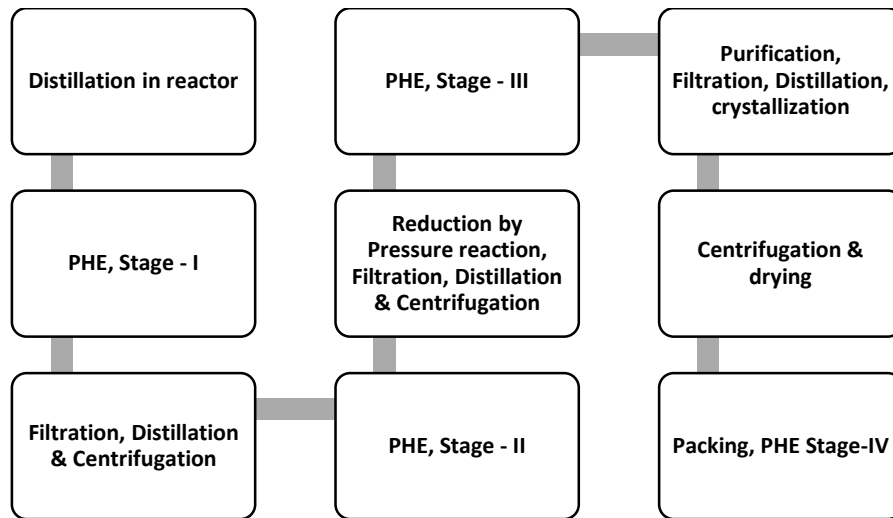 Distillation in reactor
PHE, Stage - I
Filtration, Distillation
& Centrifugation
PHE, Stage - II
Reduction by
Pressure reaction,
Filtration, Distillation
& Centrifugation
PHE, Stage - III
Purification,
Filtration, Distillation,
crystallization
Centrifugation &
drying
Packing, PHE Stage-IV